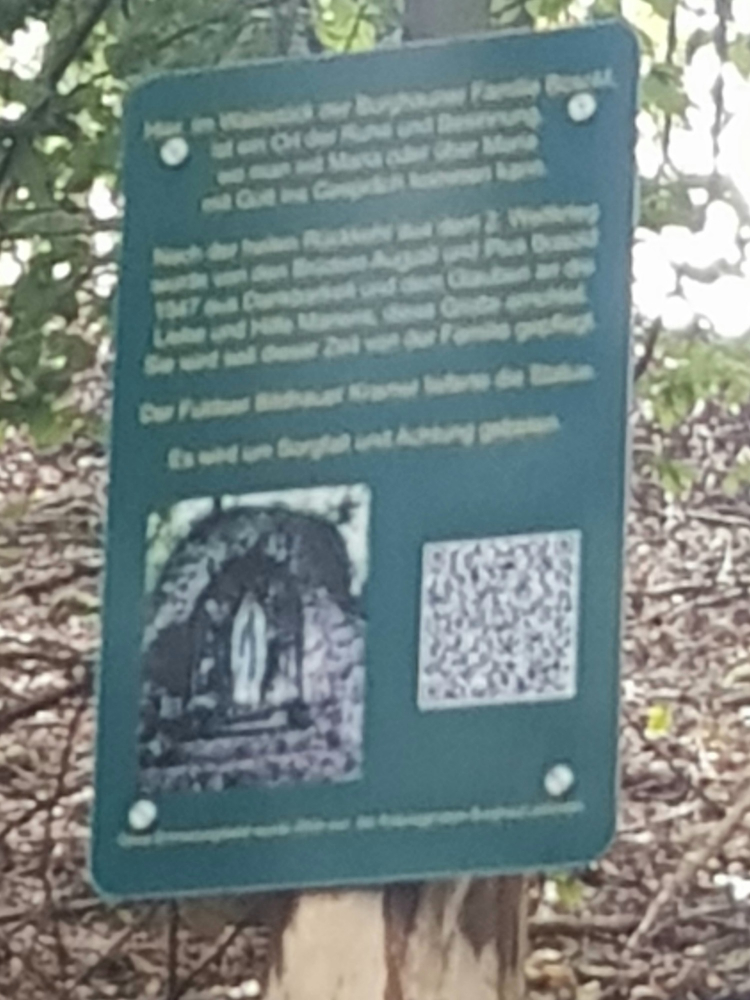 Hier im Waldstück der Burghauner Familie
ist ein Ort der Ruhe und Besinnung,
wo man mit Maria oder über Maria
mit Gott ins Gespräch kommen kann.
Nach der heilen Rückkehr aus dem 2. Weltkrieg
wurde von den Brüdern August und Pius
1947 aus Dankbarkeit und dem Glauben an die
Liebe und Hilfe Mariens, diese Grotte errichtet.
Sie wird seit dieser Zeit von der Familie gepflegt.
Der Fuldaer Bildhauer Kramer lieferte die Statue.
Es wird um Sorgfalt und Achtung gebeten.